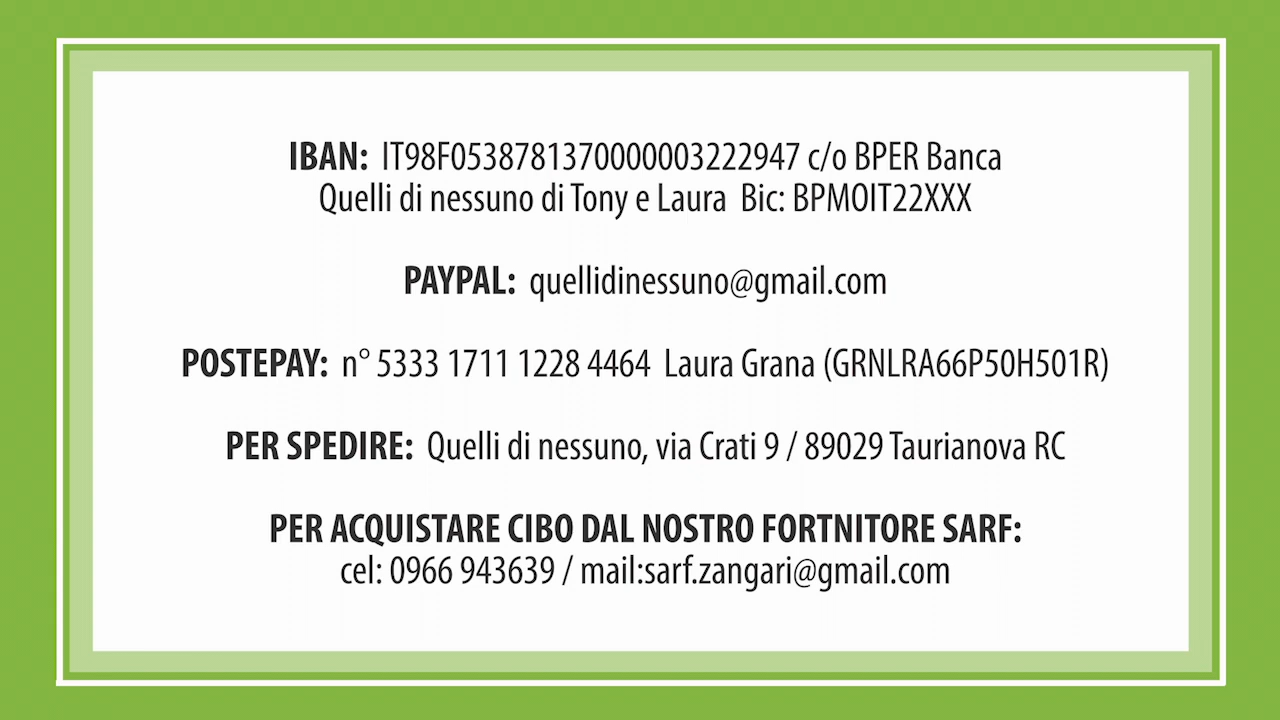 IBAN: IT98F0538781370000003222947 c/o BPER Banca
Quelli di nessuno di Tony e Laura Bic: BPMOIT22XXX
PAYPAL: quellidinessuno@gmail.com
POSTEPAY: n° 5333 1711 1228 4464 Laura Grana (GRNLRA66P50H501R)
PER SPEDIRE: Quelli di nessuno, via Crati 9 / 89029 Taurianova RC
PER ACQUISTARE CIBO DAL NOSTRO FORTNITORE SARF:
cel: 0966 943639 / mail:sarf.zangari@gmail.com